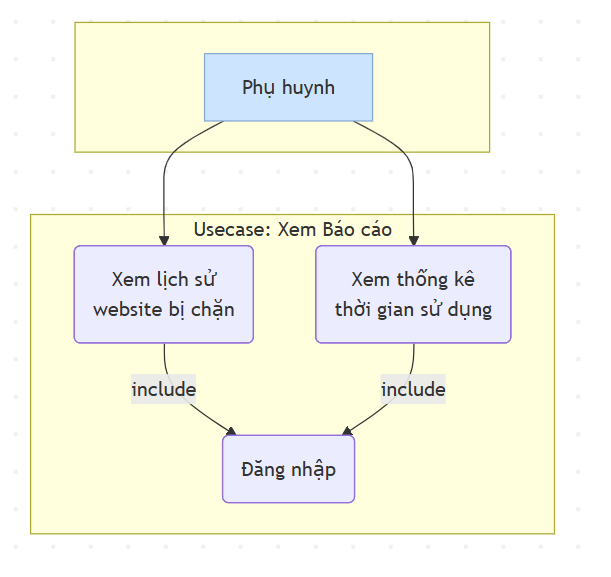 Phụ huynh
Usecase: Xem Báo cáo
Xem lịch sử
website bị chặn
Xem thống kê
thời gian sử dụng
include
include
Đăng nhập